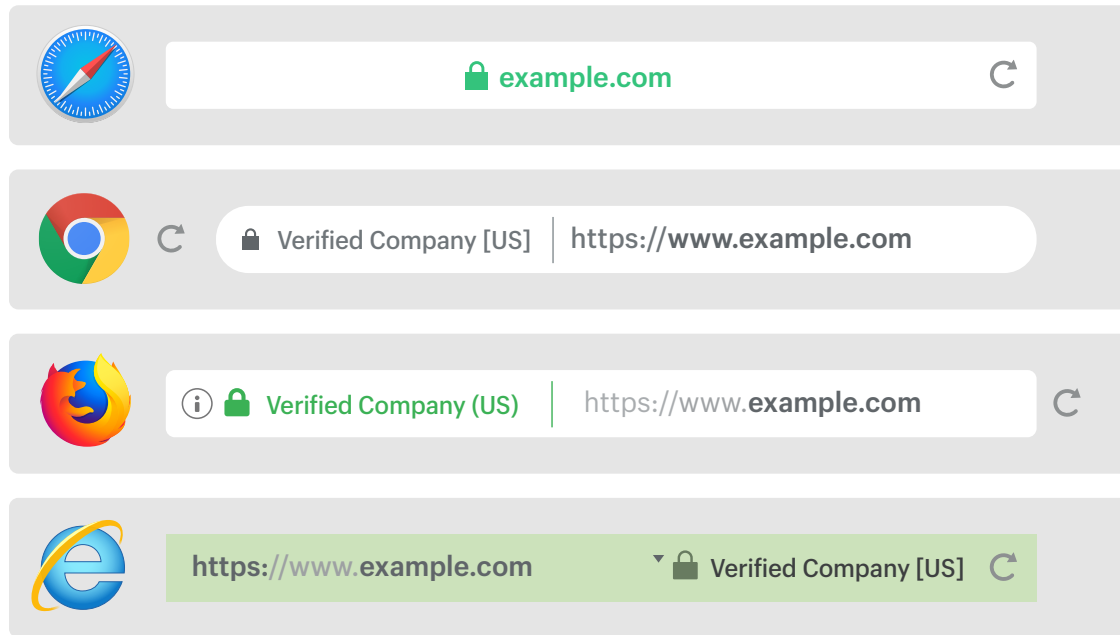 example.com
Verified Company [US] https://www.example.com
Verified Company (US) https://www.example.com
https://www.example.com Verified Company [US]